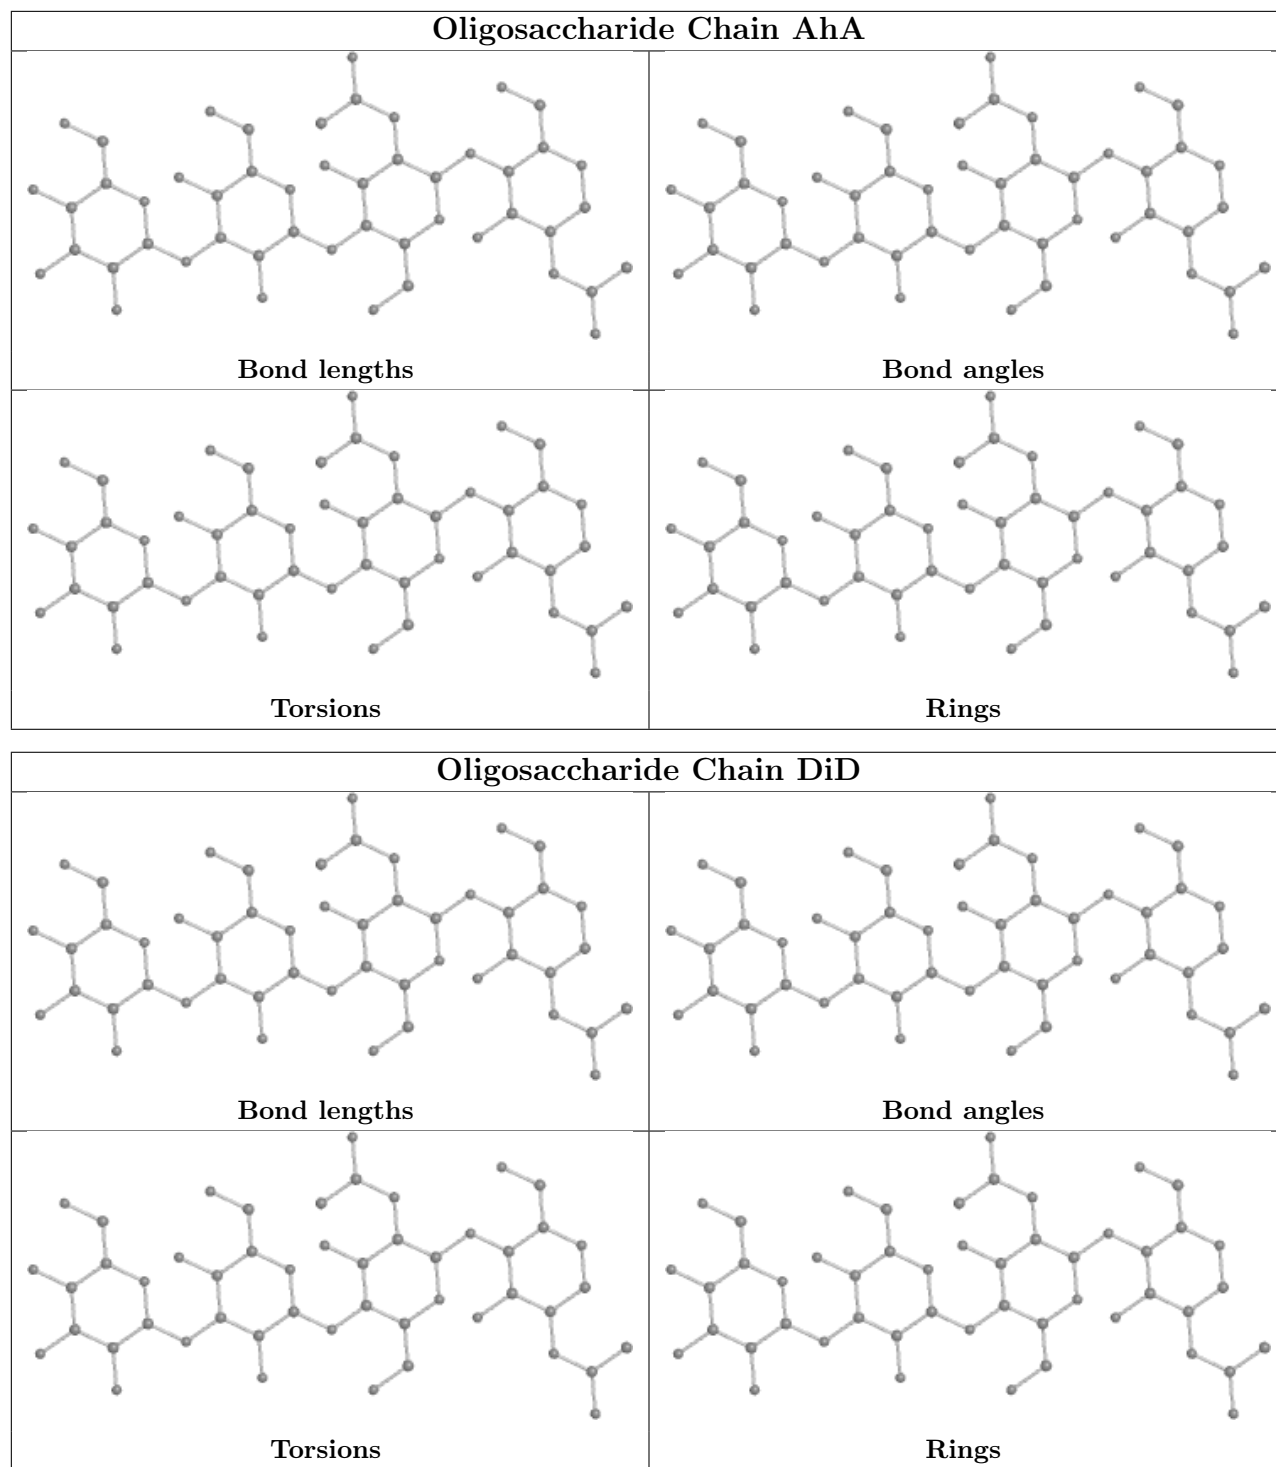 Oligosaccharide Chain AhA
Bond lengths
Bond angles
Torsions
Rings
Oligosaccharide Chain DiD
Bond lengths
Bond angles
Torsions
Rings